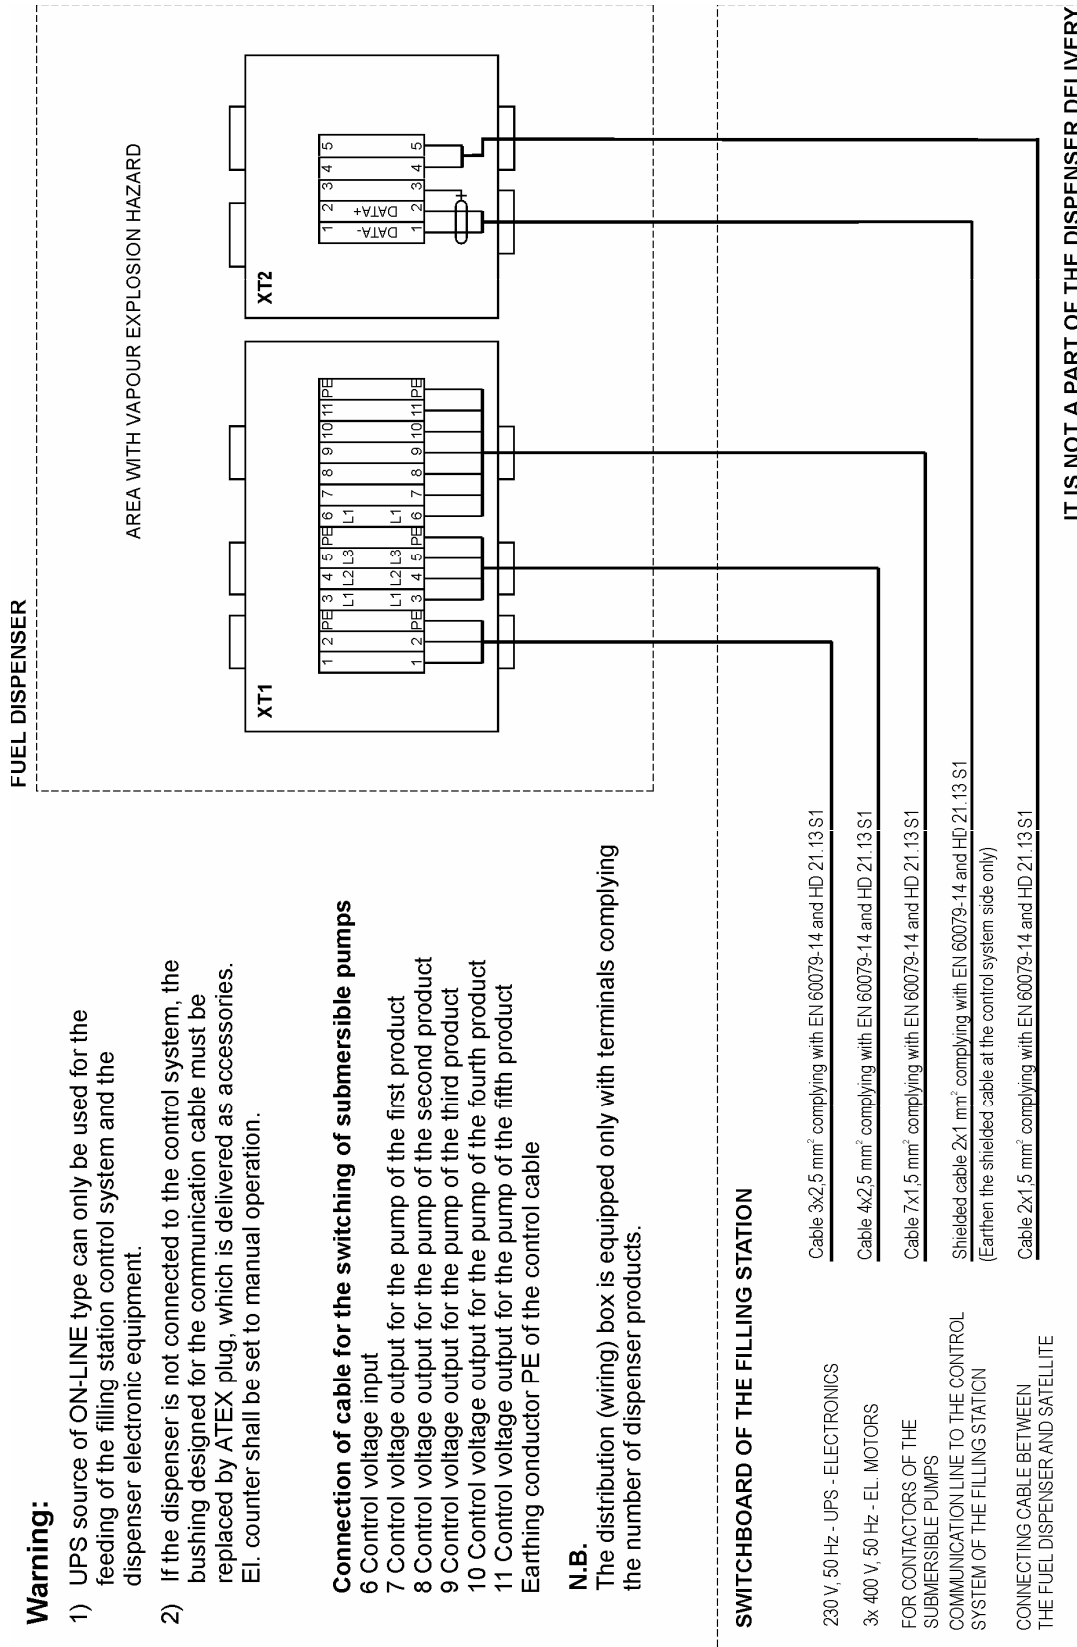 Warning:
1) UPS source of ON-LINE type can only be used for the
feeding of the filling station control system and the
dispenser electronic equipment.
2) If the dispenser is not connected to the control system, the
bushing designed for the communication cable must be
replaced by ATEX plug, which is delivered as accessories.
El. counter shall be set to manual operation.
Connection of cable for the switching of submersible pumps
6 Control voltage input
7 Control voltage output for the pump of the first product
8 Control voltage output for the pump of the second product
9 Control voltage output for the pump of the third product
10 Control voltage output for the pump of the fourth product
11 Control voltage output for the pump of the fifth product
Earthing conductor PE of the control cable
N.B.
The distribution (wiring) box is equipped only with terminals complying
the number of dispenser products.
FUEL DISPENSER
AREA WITH VAPOUR EXPLOSION HAZARD
XT1
1 2 PE 3 4 5 PE 6 7 8 9 10 11 PE
L1 L2 L3 L1
L1 L2 L3 L1
1 2 PE 3 4 5 PE 6 7 8 9 10 11 PE
XT2
1 2 3 4 5
DATA- DATA+
1 2 3 4 5
SWITCHBOARD OF THE FILLING STATION
230 V, 50 Hz - UPS - ELECTRONICS
Cable 3x2,5 mm² complying with EN 60079-14 and HD 21.13 S1
3x 400 V, 50 Hz - EL. MOTORS
Cable 4x2,5 mm² complying with EN 60079-14 and HD 21.13 S1
FOR CONTACTORS OF THE
SUBMERSIBLE PUMPS
Cable 7x1,5 mm² complying with EN 60079-14 and HD 21.13 S1
COMMUNICATION LINE TO THE CONTROL
SYSTEM OF THE FILLING STATION
Shielded cable 2x1 mm² complying with EN 60079-14 and HD 21.13 S1
(Earthen the shielded cable at the control system side only)
CONNECTING CABLE BETWEEN
THE FUEL DISPENSER AND SATELLITE
Cable 2x1,5 mm² complying with EN 60079-14 and HD 21.13 S1
IT IS NOT A PART OF THE DISPENSER DELIVERY